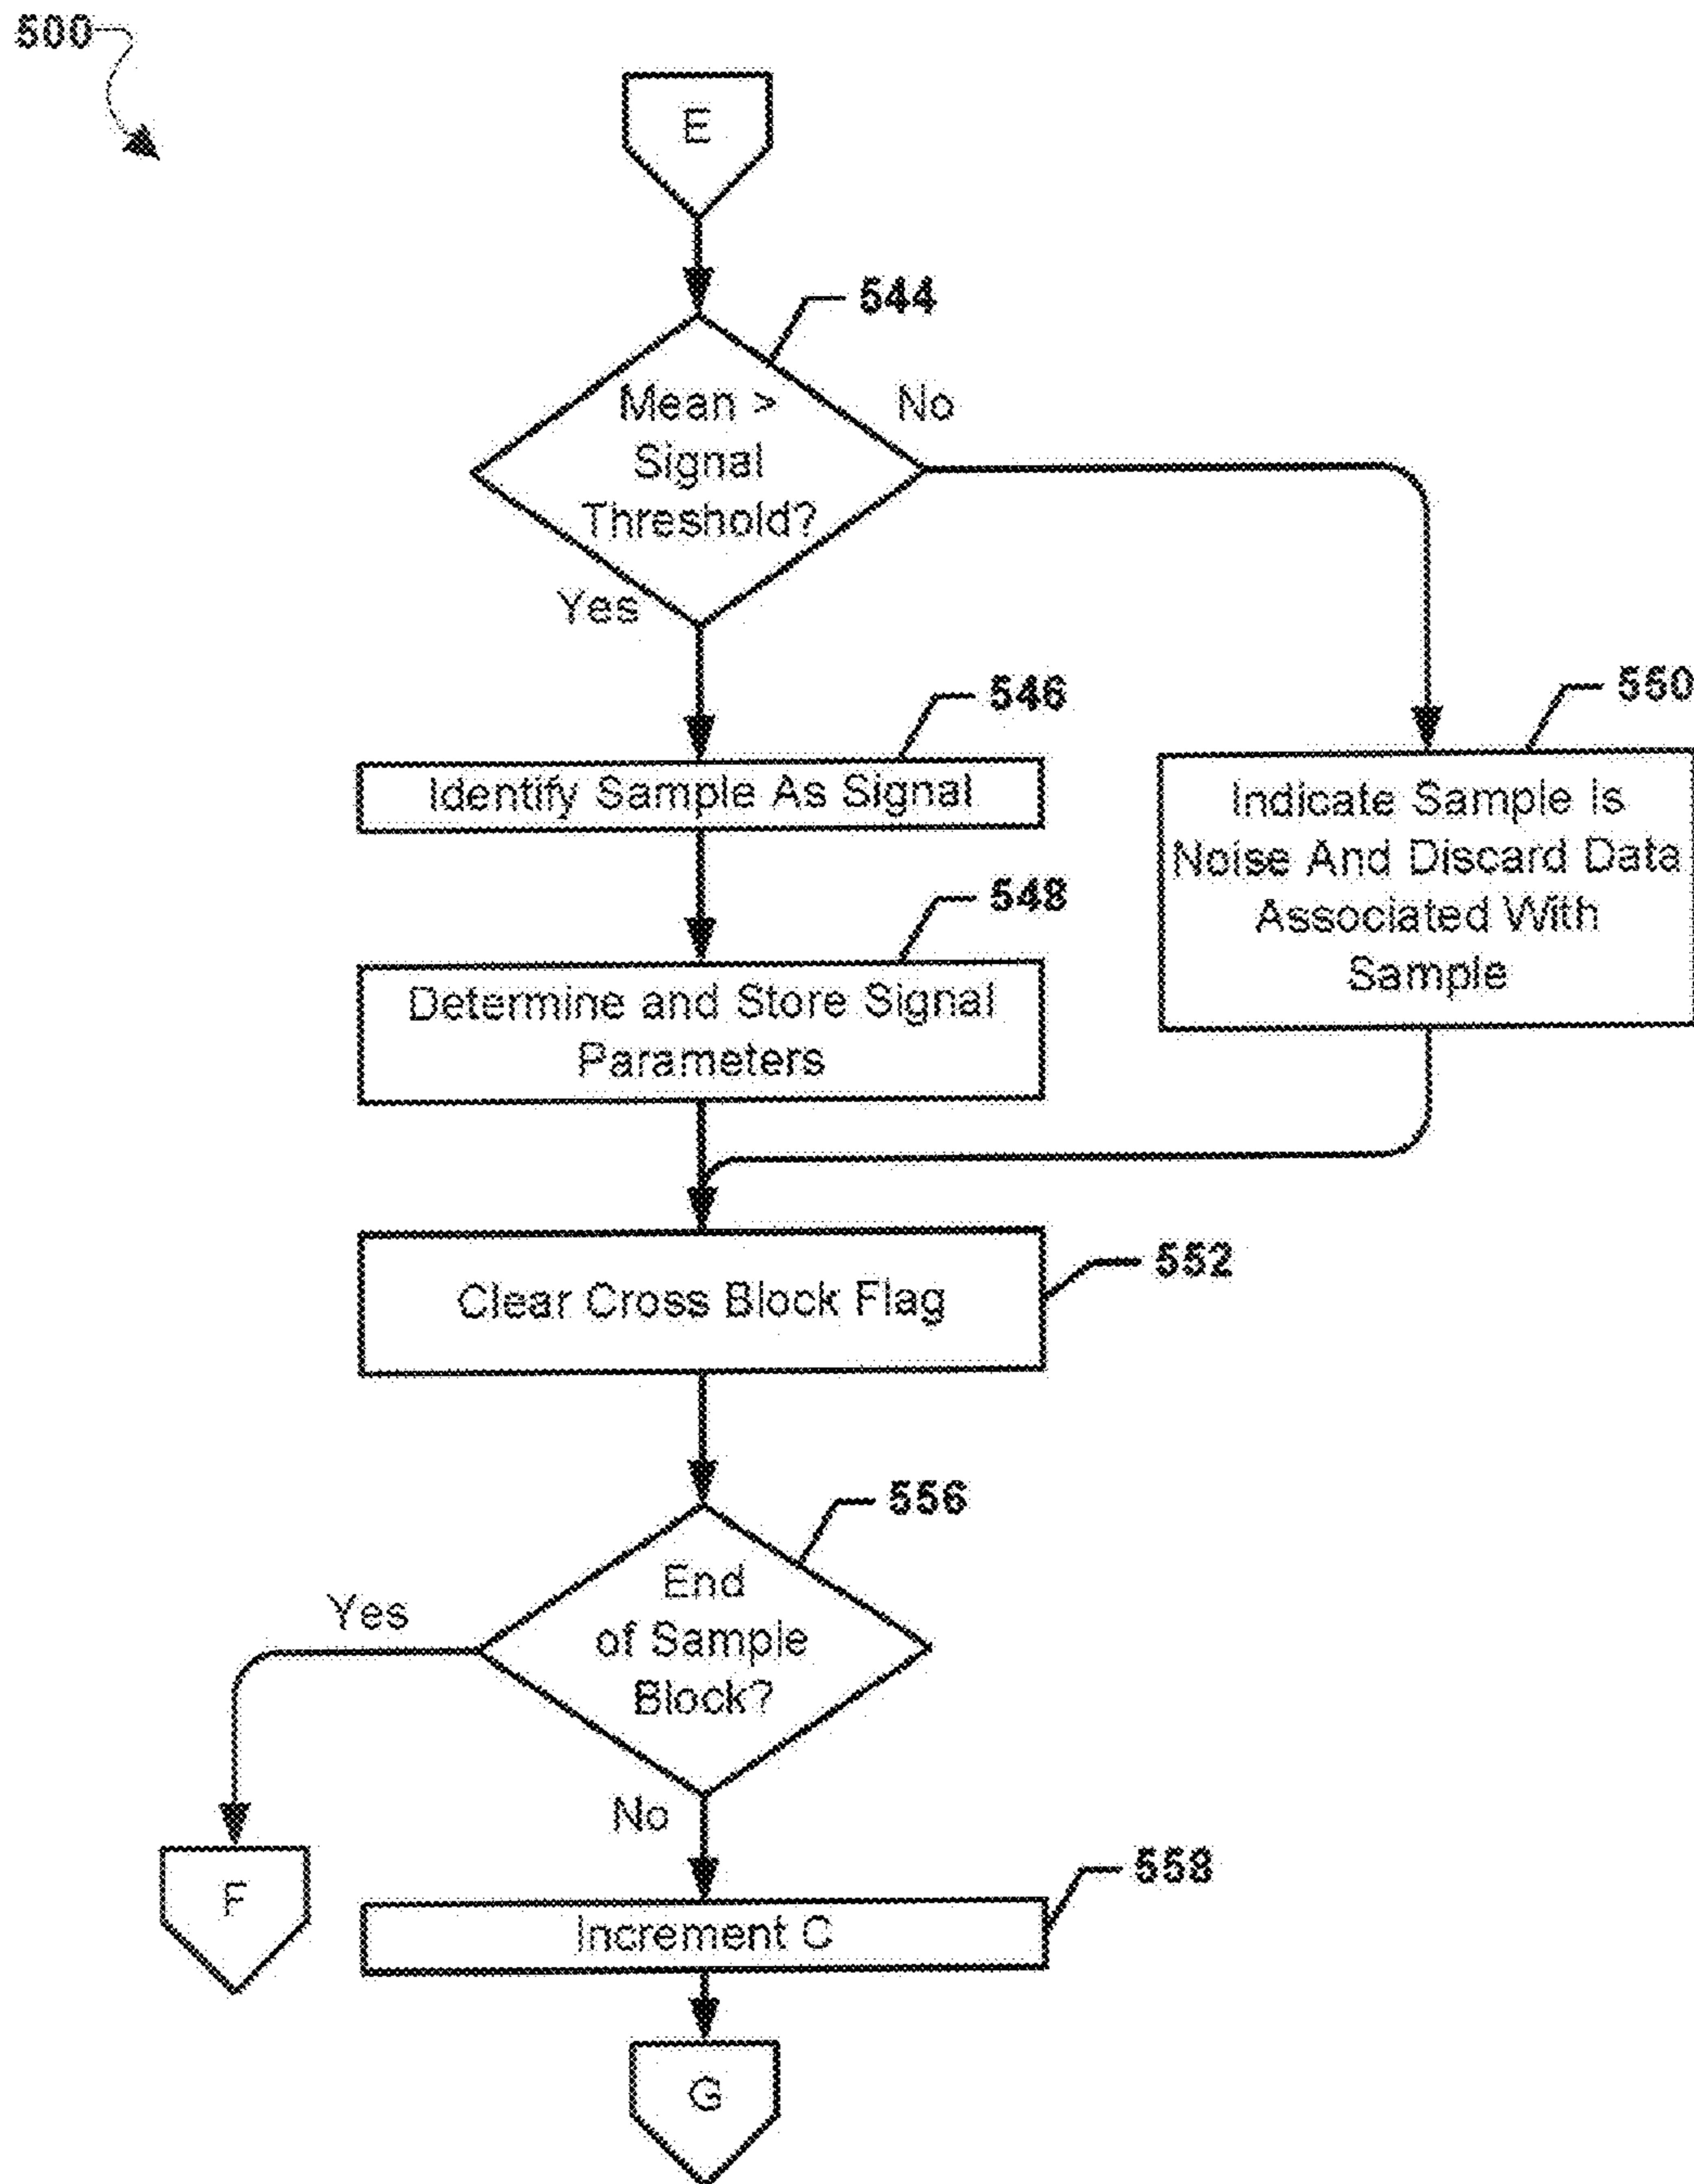 500
E
544
Mean >
Signal
Threshold?
No
Yes
546
Identify Sample As Signal
550
Indicate Sample is
Noise And Discard Data
Associated With
Sample
548
Determine and Store Signal
Parameters
552
Clear Cross Block Flag
556
End
of Sample
Block?
Yes
No
F
558
Increment C
G